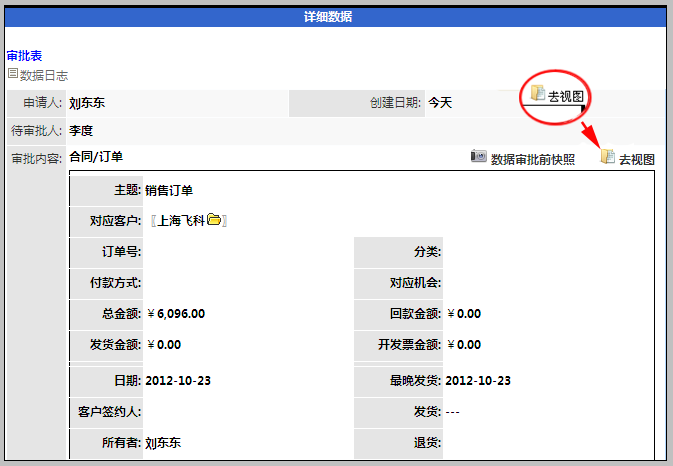 详细数据
审批表
数据日志
申请人: 刘东东 创建日期: 今天 去视图
待审批人: 李度
审批内容: 合同/订单 数据审批前快照 去视图
主题: 销售订单
对应客户: 〖上海飞科〗
订单号: 分类:
付款方式: 对应机会:
总金额: ￥6,096.00 回款金额: ￥0.00
发货金额: ￥0.00 开发票金额: ￥0.00
日期: 2012-10-23 最晚发货: 2012-10-23
客户签约人: 发货: ---
所有者: 刘东东 退货: